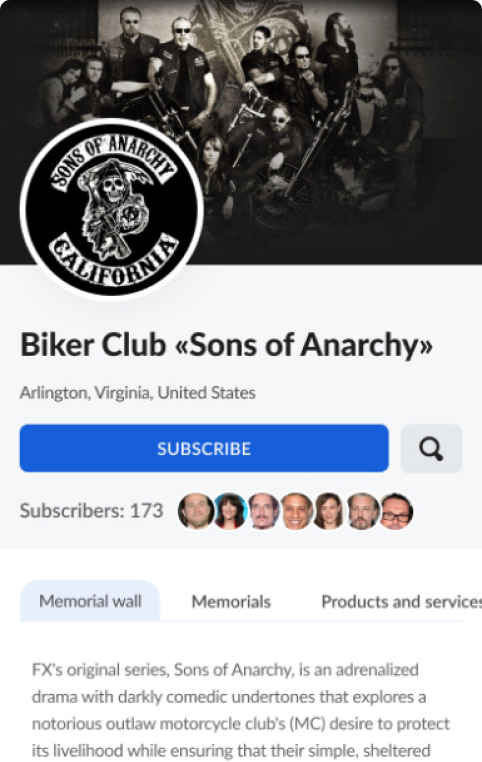 SONS OF ANARCHY
CALIFORNIA
Biker Club «Sons of Anarchy»
Arlington, Virginia, United States
SUBSCRIBE
Subscribers: 173
Memorial wall
Memorials
Products and services
FX's original series, Sons of Anarchy, is an adrenalized
drama with darkly comedic undertones that explores a
notorious outlaw motorcycle club's (MC) desire to protect
its livelihood while ensuring that their simple, sheltered